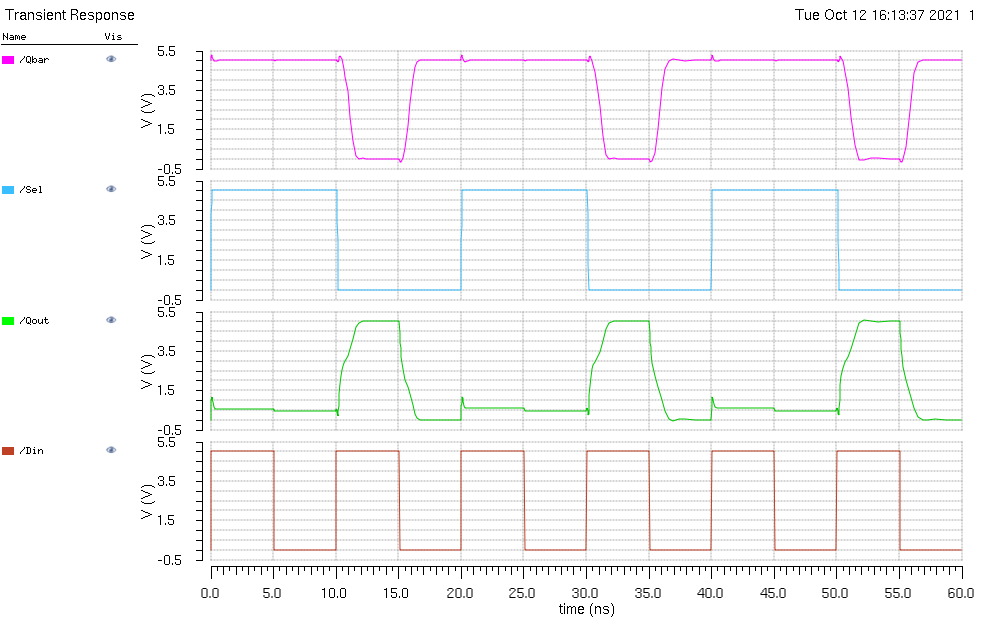 Transient Response Tue Oct 12 16:13:37 2021 1
Name Vis
/Qbar
5.5
3.5
1.5
-0.5
V (V)
/Sel
5.5
3.5
1.5
-0.5
V (V)
/Qout
5.5
3.5
1.5
-0.5
V (V)
/Din
5.5
3.5
1.5
-0.5
V (V)
0.0 5.0 10.0 15.0 20.0 25.0 30.0 35.0 40.0 45.0 50.0 55.0 60.0
time (ns)